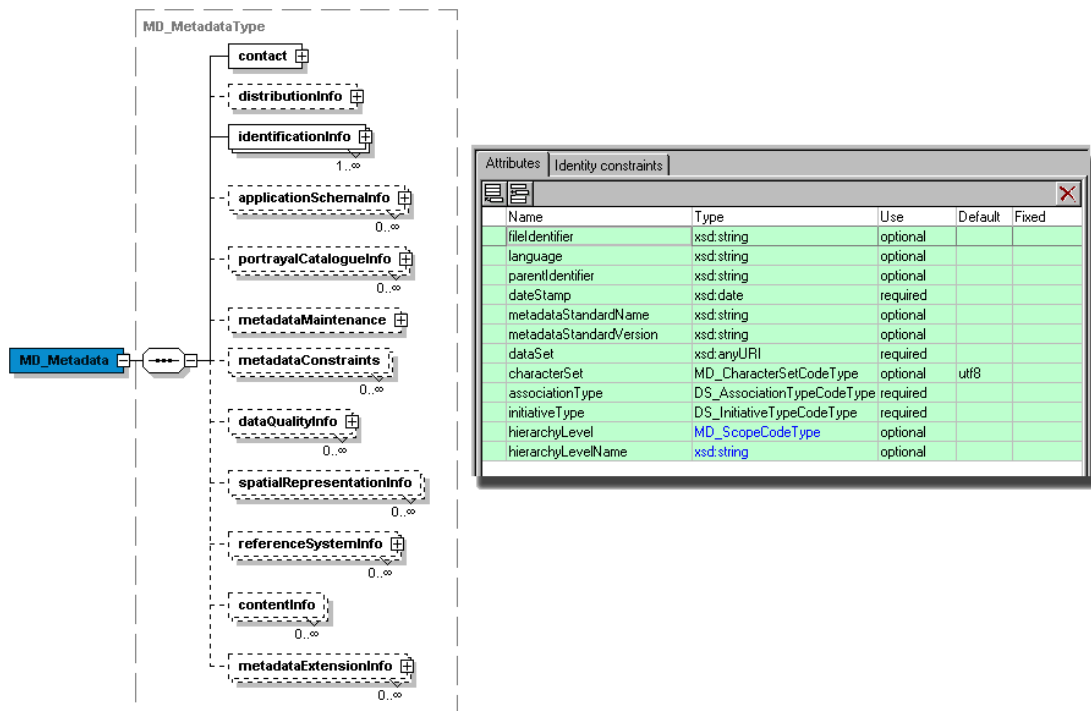 MD_MetadataType
contact
distributionInfo
identificationInfo
1..∞
applicationSchemaInfo
0..∞
portrayalCatalogueInfo
0..∞
metadataMaintenance
MD_Metadata
metadataConstraints
0..∞
dataQualityInfo
0..∞
spatialRepresentationInfo
0..∞
referenceSystemInfo
0..∞
contentInfo
0..∞
metadataExtensionInfo
0..∞
Attributes Identity constraints
Name Type Use Default Fixed
fileIdentifier xsd:string optional
language xsd:string optional
parentIdentifier xsd:string optional
dateStamp xsd:date required
metadataStandardName xsd:string optional
metadataStandardVersion xsd:string optional
dataSet xsd:anyURI required
characterSet MD_CharacterSetCodeType optional utf8
associationType DS_AssociationTypeCodeType required
initiativeType DS_InitiativeTypeCodeType required
hierarchyLevel MD_ScopeCodeType optional
hierarchyLevelName xsd:string optional